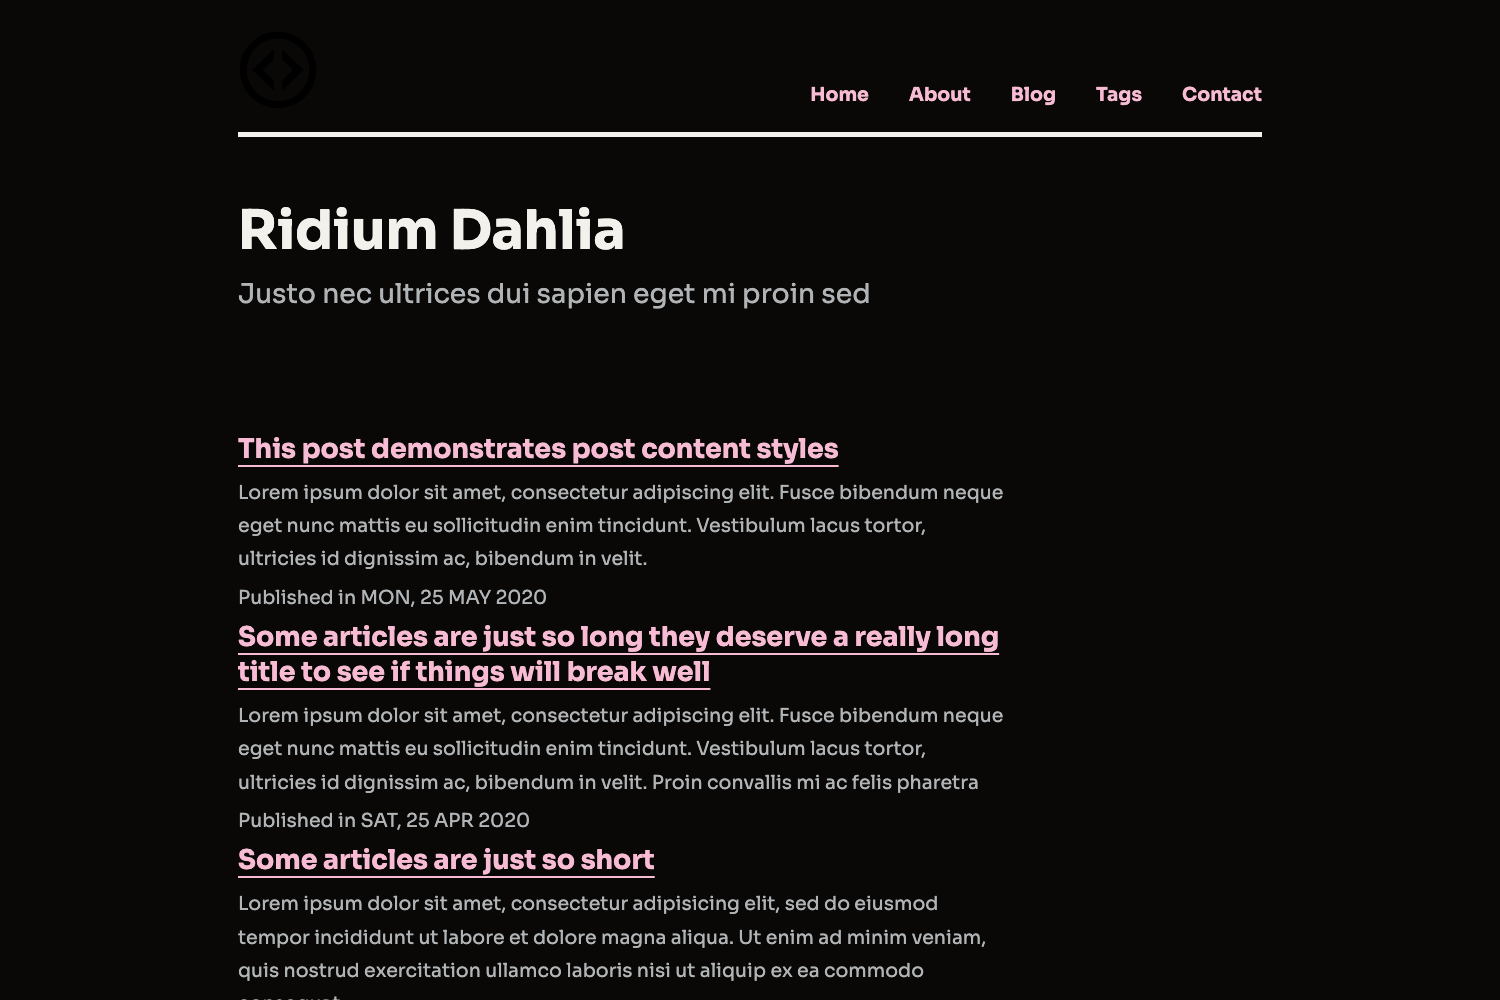 Home About Blog Tags Contact
Ridium Dahlia
Justo nec ultrices dui sapien eget mi proin sed
This post demonstrates post content styles
Lorem ipsum dolor sit amet, consectetur adipiscing elit. Fusce bibendum neque
eget nunc mattis eu sollicitudin enim tincidunt. Vestibulum lacus tortor,
ultricies id dignissim ac, bibendum in velit.
Published in MON, 25 MAY 2020
Some articles are just so long they deserve a really long
title to see if things will break well
Lorem ipsum dolor sit amet, consectetur adipiscing elit. Fusce bibendum neque
eget nunc mattis eu sollicitudin enim tincidunt. Vestibulum lacus tortor,
ultricies id dignissim ac, bibendum in velit. Proin convallis mi ac felis pharetra
Published in SAT, 25 APR 2020
Some articles are just so short
Lorem ipsum dolor sit amet, consectetur adipisicing elit, sed do eiusmod
tempor incididunt ut labore et dolore magna aliqua. Ut enim ad minim veniam,
quis nostrud exercitation ullamco laboris nisi ut aliquip ex ea commodo